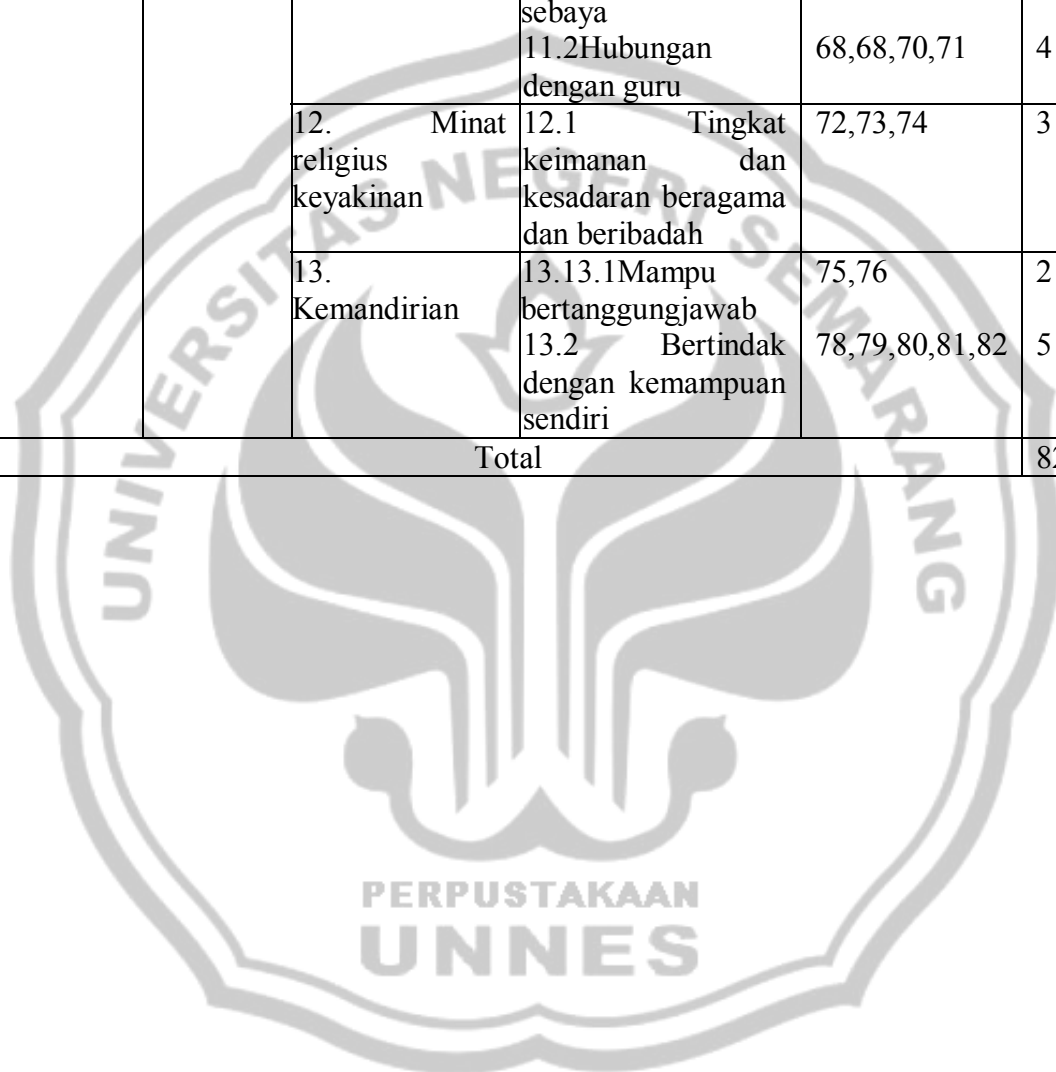 sebaya
11.2Hubungan 68,68,70,71 4
dengan guru
12. Minat 12.1 Tingkat 72,73,74 3
religius keimanan dan
keyakinan kesadaran beragama
dan beribadah
13. 13.13.1Mampu 75,76 2
Kemandirian bertanggungjawab
13.2 Bertindak 78,79,80,81,82 5
dengan kemampuan
sendiri
Total 82
UNIVERSITAS NEGERI SEMARANG
PERPUSTAKAAN
UNNES